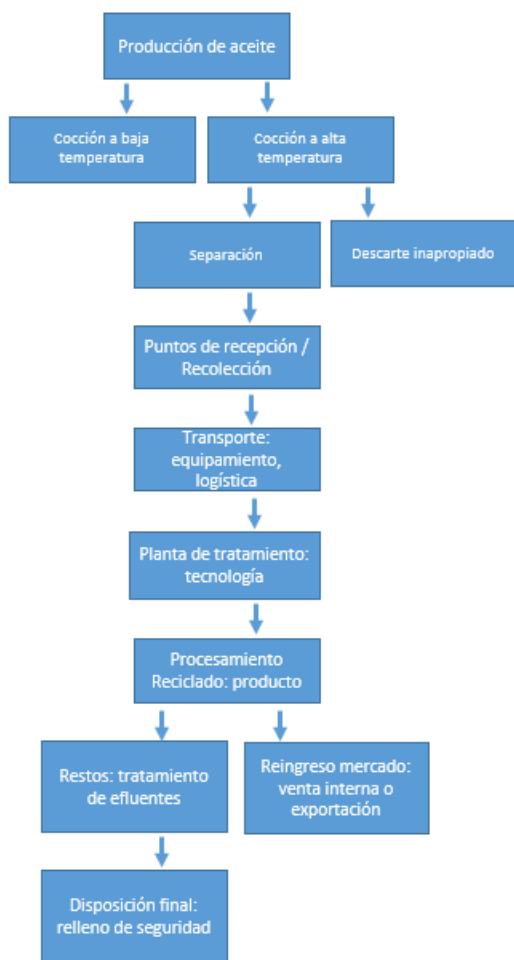 Producción de aceite
Cocción a baja
temperatura
Cocción a alta
temperatura
Separación
Descarte inapropiado
Puntos de recepción /
Recolección
Transporte:
equipamiento,
logística
Planta de tratamiento:
tecnología
Procesamiento
Reciclado: producto
Restos: tratamiento
de efluentes
Reingreso mercado:
venta interna o
exportación
Disposición final:
relleno de seguridad